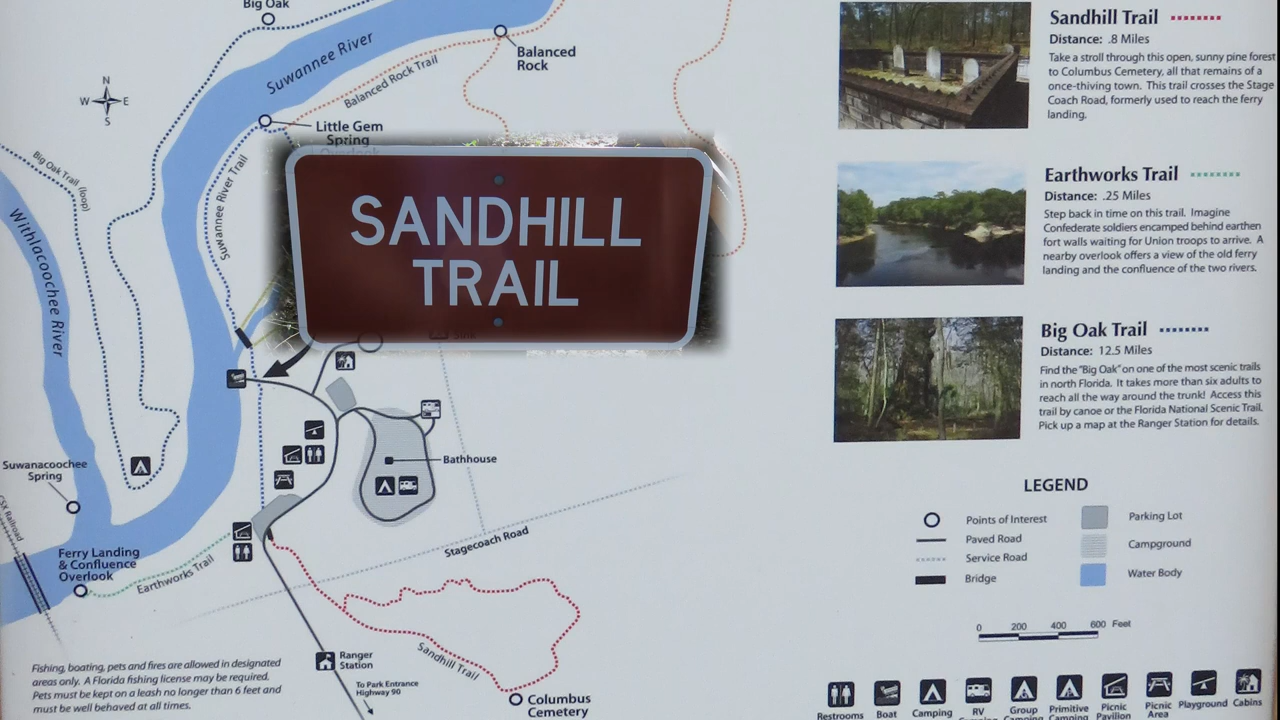 Big Oak
Suwannee River
Balanced
Rock
Balanced Rock Trail
N
W
E
S
Little Gem
Spring
Overlook
Big Oak Trail (loop)
Suwannee River Trail
Withlacoochee River
SANDHILL
TRAIL
Bathhouse
Suwanacoochee
Spring
CSX Railroad
Ferry Landing
& Confluence
Overlook
Earthworks Trail
Stagecoach Road
Sandhill Trail
Ranger
Station
To Park Entrance
Highway 90
Columbus
Cemetery
Fishing, boating, pets and fires are allowed in designated
areas only. A Florida fishing license may be required.
Pets must be kept on a leash no longer than 6 feet and
must be well behaved at all times.
Sandhill Trail
Distance: .8 Miles
Take a stroll through this open, sunny pine forest
to Columbus Cemetery, all that remains of a
once-thiving town. This trail crosses the Stage
Coach Road, formerly used to reach the ferry
landing.
Earthworks Trail
Distance: .25 Miles
Step back in time on this trail. Imagine
Confederate soldiers encamped behind earthen
fort walls waiting for Union troops to arrive. A
nearby overlook offers a view of the old ferry
landing and the confluence of the two rivers.
Big Oak Trail
Distance: 12.5 Miles
Find the "Big Oak" on one of the most scenic trails
in north Florida. It takes more than six adults to
reach all the way around the trunk! Access this
trail by canoe or the Florida National Scenic Trail.
Pick up a map at the Ranger Station for details.
LEGEND
Points of Interest
Paved Road
Service Road
Bridge
Parking Lot
Campground
Water Body
0 200 400 600 Feet
Restrooms
Boat
Camping
RV
Group
Primitive
Camping
Picnic
Pavilion
Picnic
Area
Playground
Cabins